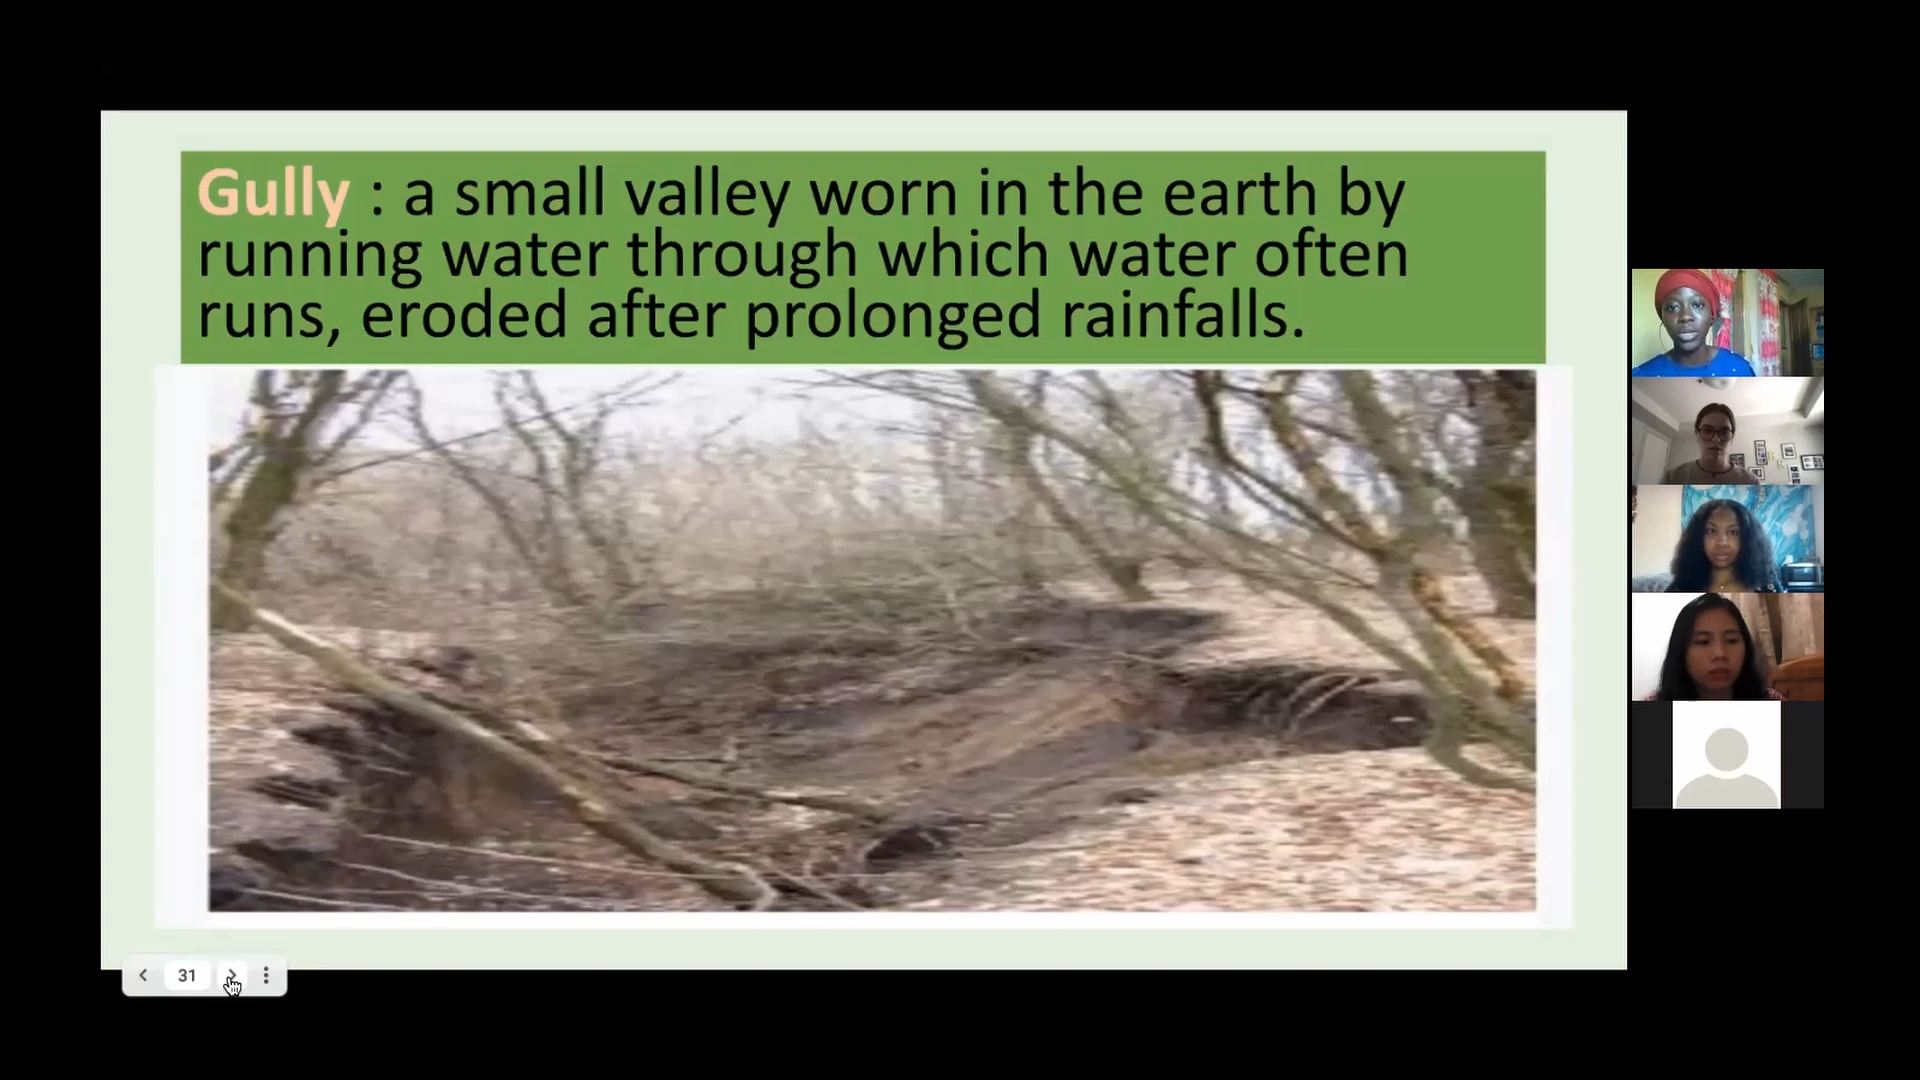 Gully : a small valley worn in the earth by
running water through which water often
runs, eroded after prolonged rainfalls.
31